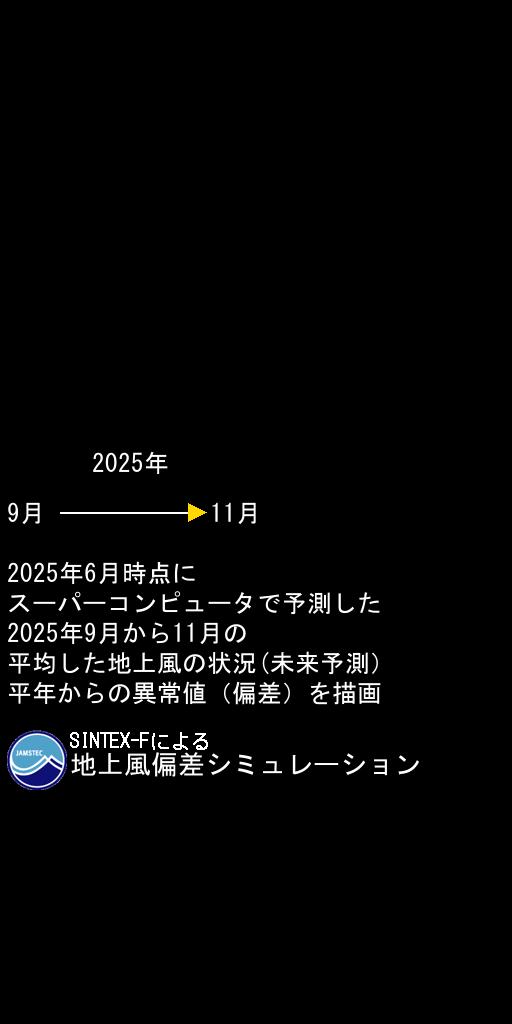 2025年
9月 11月
2025年6月時点に
スーパーコンピュータで予測した
2025年9月から11月の
平均した地上風の状況(未来予測)
平年からの異常値（偏差）を描画
SINTEX-Fによる
JAMSTEC
地上風偏差シミュレーション